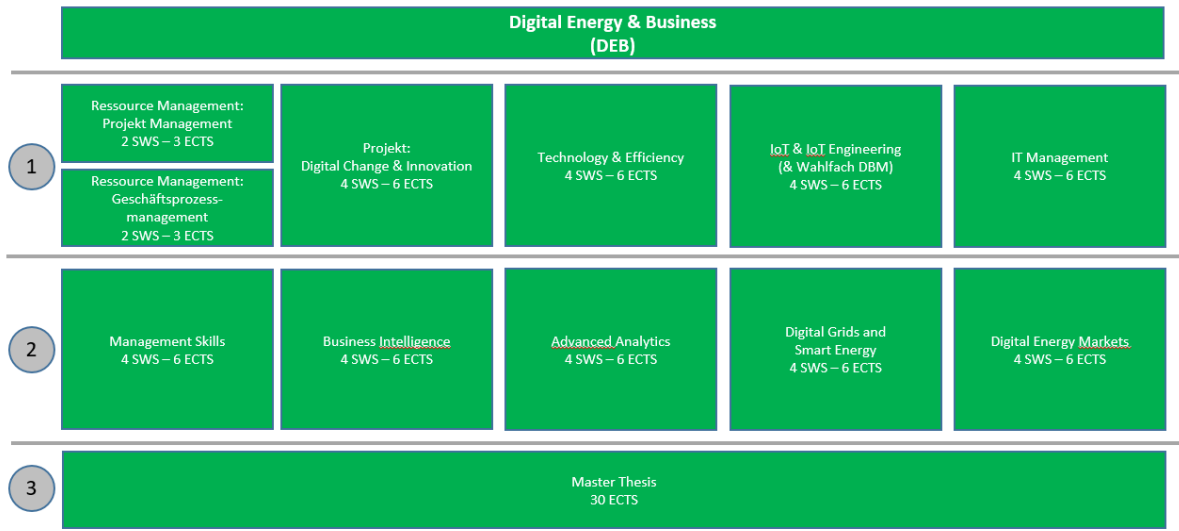 Digital Energy & Business
(DEB)
1
Ressource Management:
Projekt Management
2 SWS – 3 ECTS
Ressource Management:
Geschäftsprozess-
management
2 SWS – 3 ECTS
Projekt:
Digital Change & Innovation
4 SWS – 6 ECTS
Technology & Efficiency
4 SWS – 6 ECTS
IoT & IoT Engineering
(& Wahlfach DBM)
4 SWS – 6 ECTS
IT Management
4 SWS – 6 ECTS
2
Management Skills
4 SWS – 6 ECTS
Business Intelligence
4 SWS – 6 ECTS
Advanced Analytics
4 SWS – 6 ECTS
Digital Grids and
Smart Energy
4 SWS – 6 ECTS
Digital Energy Markets
4 SWS – 6 ECTS
3
Master Thesis
30 ECTS